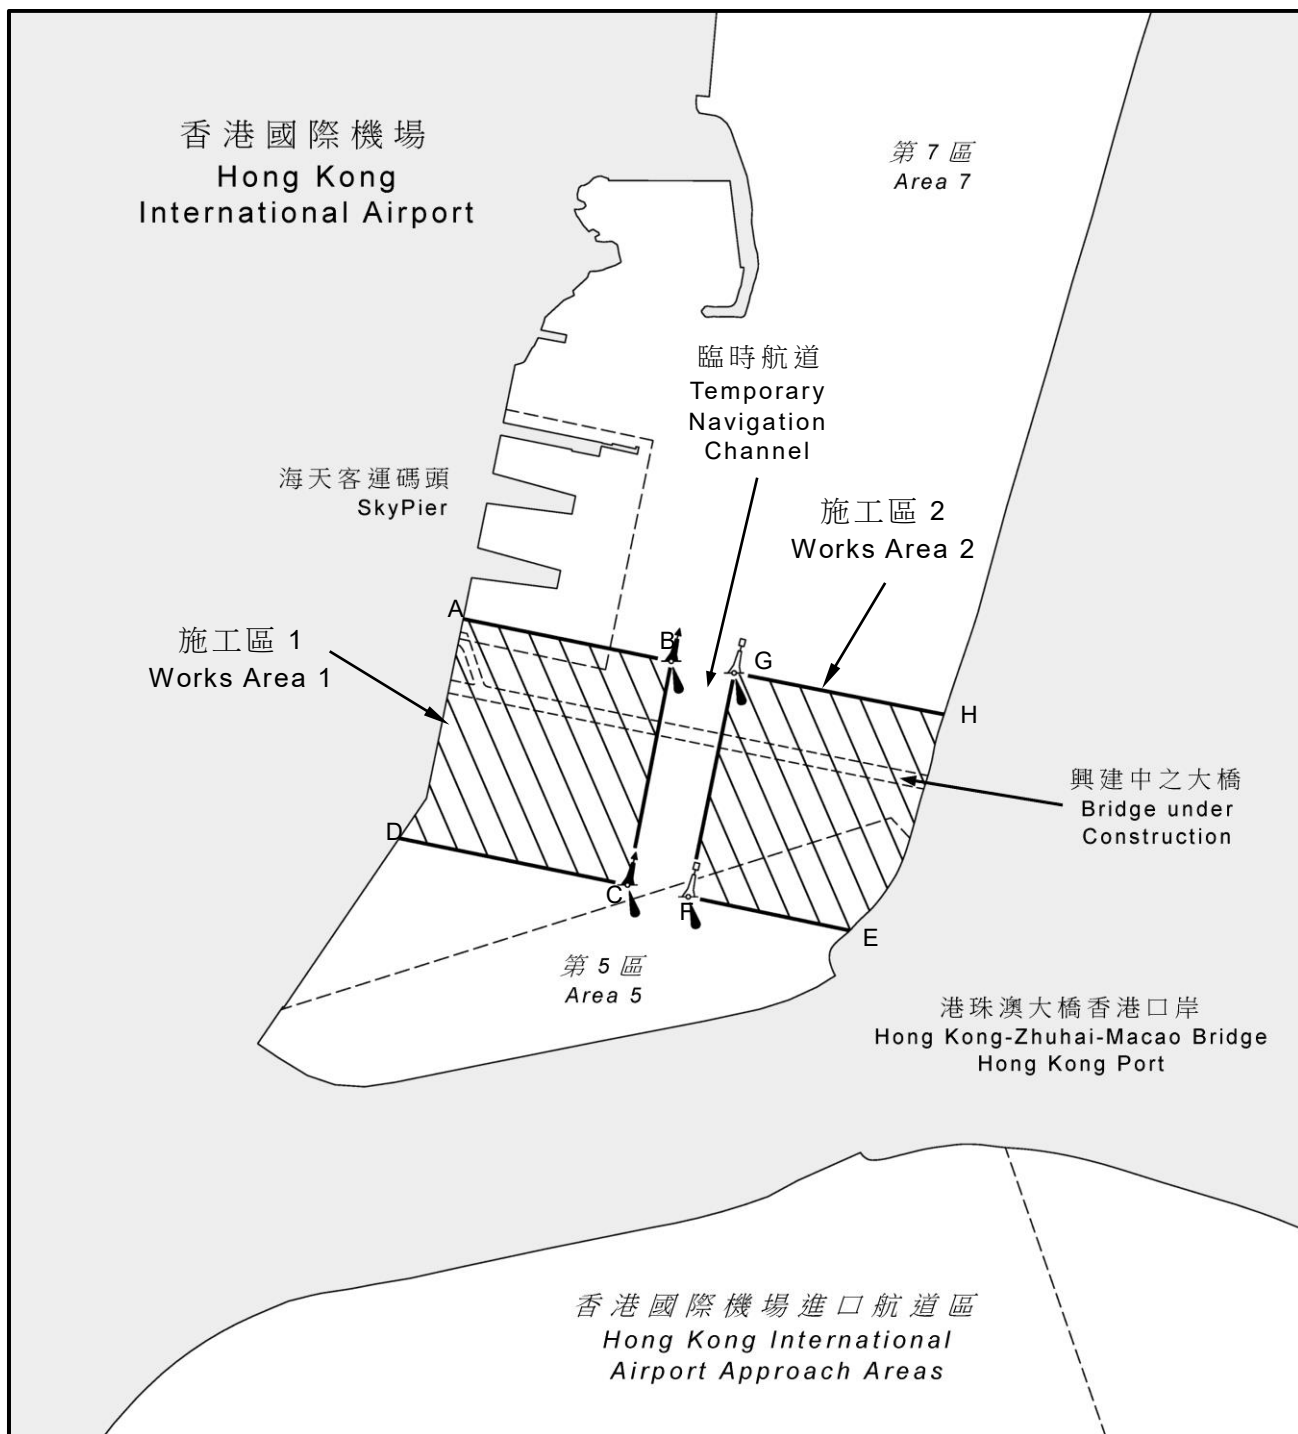 香港國際機場
Hong Kong
International Airport
第 7 區
Area 7
臨時航道
Temporary
Navigation
Channel
海天客運碼頭
SkyPier
施工區 2
Works Area 2
A
施工區 1
Works Area 1
B
G
H
興建中之大橋
Bridge under
Construction
D
C
F
E
第 5 區
Area 5
港珠澳大橋香港口岸
Hong Kong-Zhuhai-Macao Bridge
Hong Kong Port
香港國際機場進口航道區
Hong Kong International
Airport Approach Areas